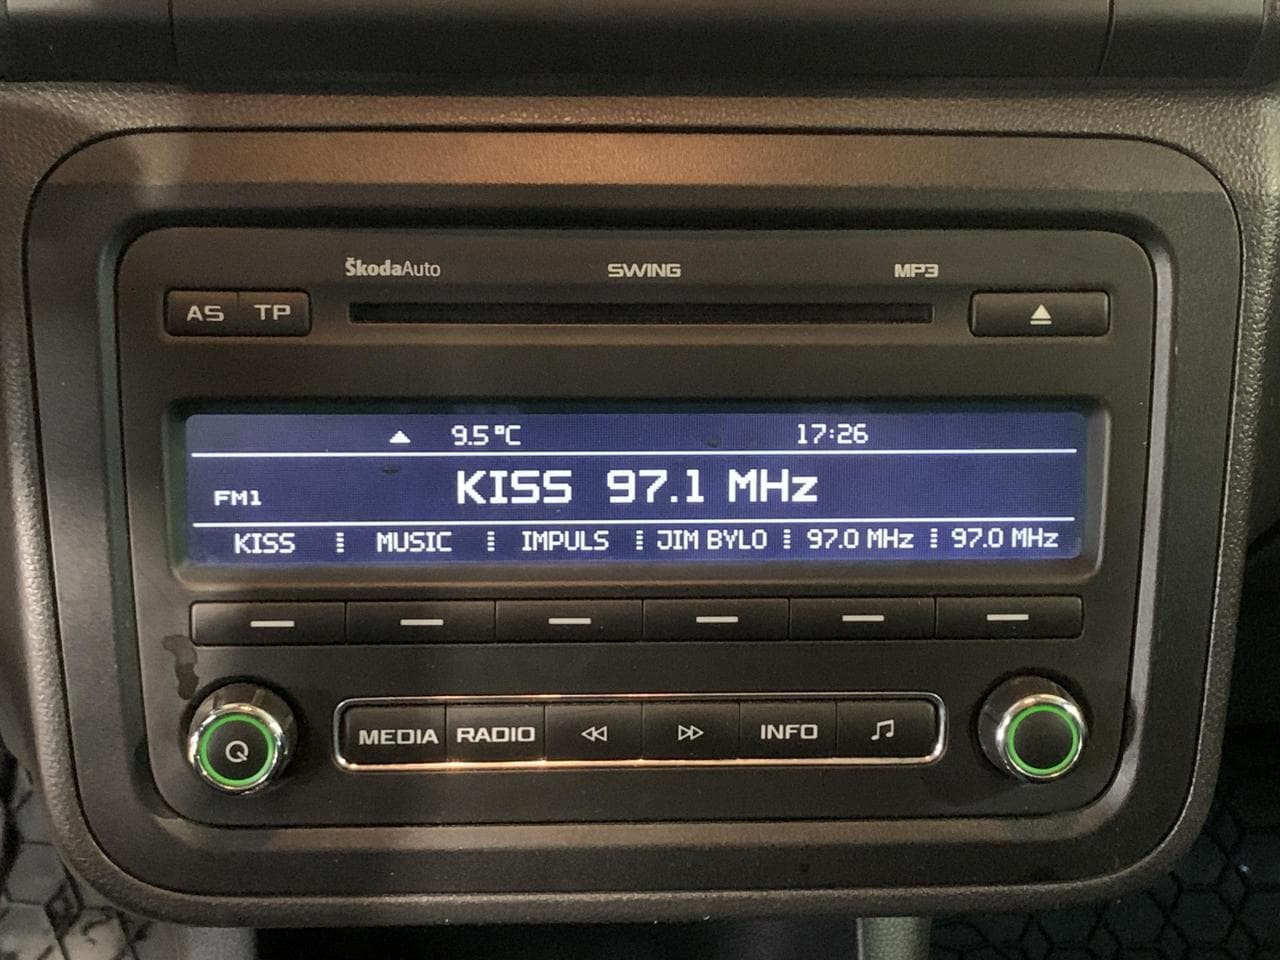 ŠkodaAuto SWING MP3
AS TP
9.5°C 17:26
FM1 KISS 97.1 MHz
KISS MUSIC IMPULS JIM BYLO 97.0 MHz 97.0 MHz
MEDIA RADIO INFO